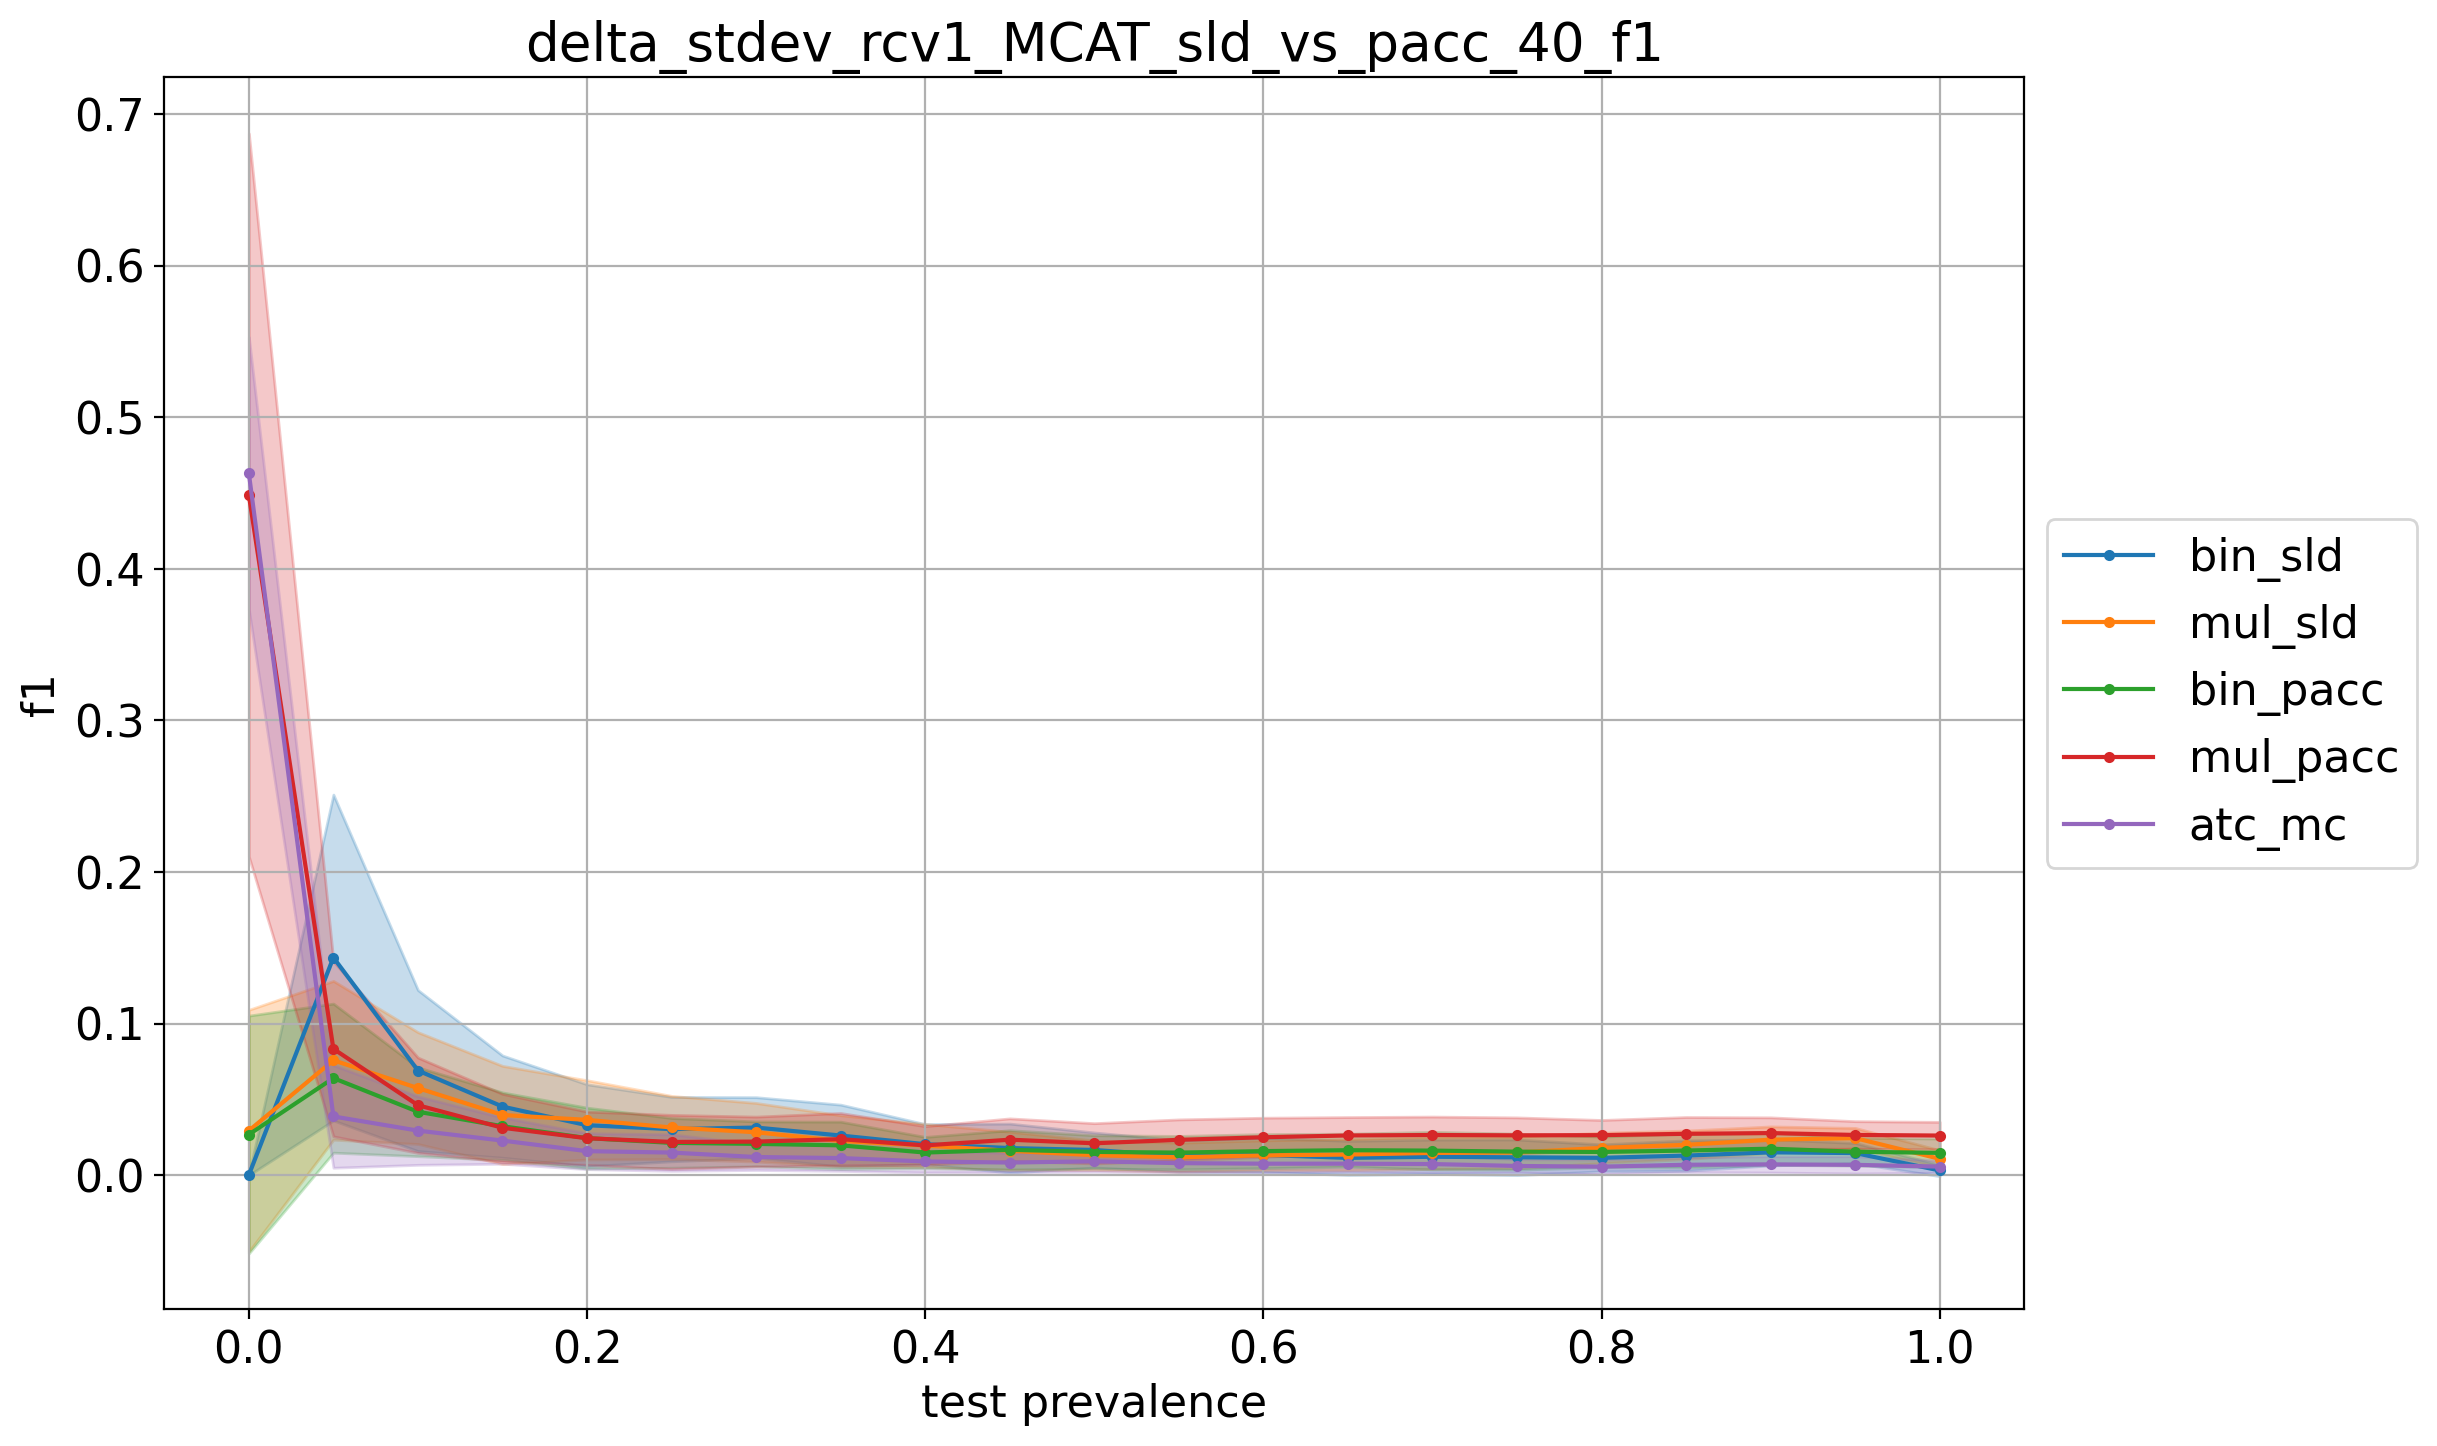 delta_stdev_rcv1_MCAT_sld_vs_pacc_40_f1
0.7
0.6
0.5
0.4
0.3
0.2
0.1
0.0
f1
0.0 0.2 0.4 0.6 0.8 1.0
test prevalence
bin_sld
mul_sld
bin_pacc
mul_pacc
atc_mc